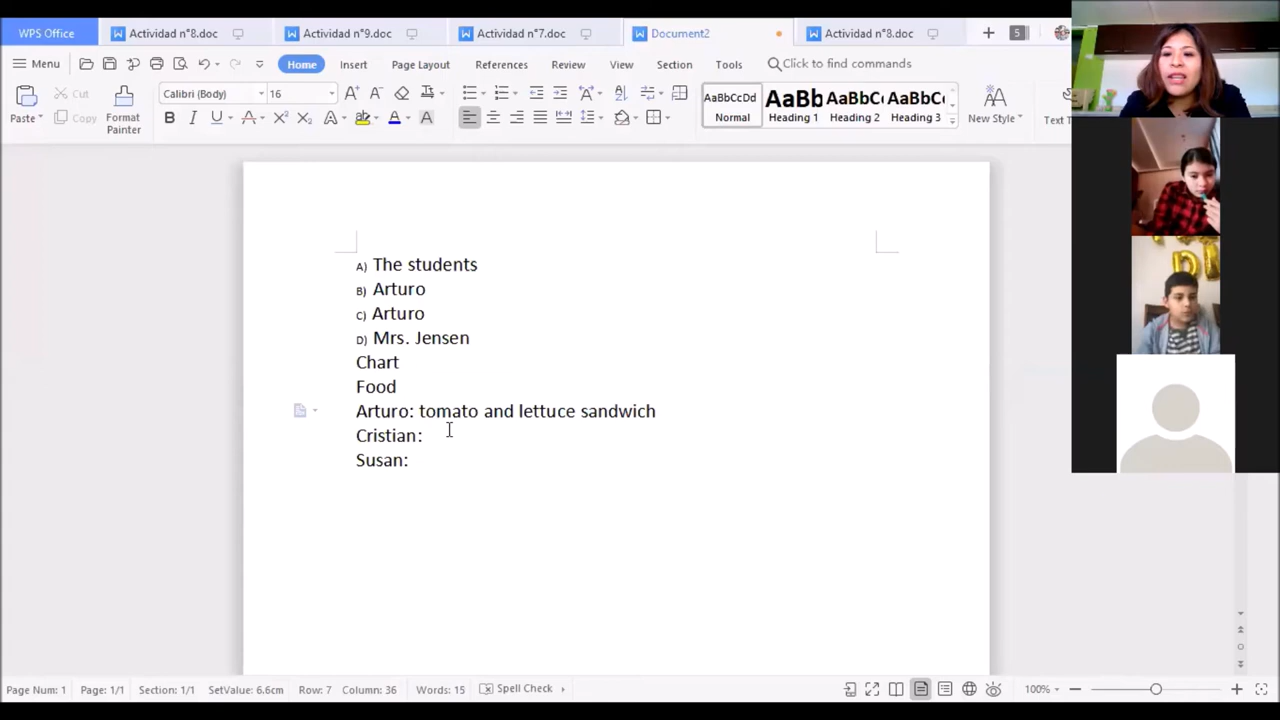 WPS Office
Actividad n°8.doc
Actividad n°9.doc
Actividad n°7.doc
Document2
Actividad n°8.doc
5
Menu
Home
Insert
Page Layout
References
Review
View
Section
Tools
Click to find commands
Paste
Cut
Copy
Format Painter
Calibri (Body)
16
AaBbCcDd
Normal
AaBb
Heading 1
AaBbC
Heading 2
AaBbC
Heading 3
New Style
Text T
A) The students
B) Arturo
C) Arturo
D) Mrs. Jensen
Chart
Food
Arturo: tomato and lettuce sandwich
Cristian:
Susan:
Page Num: 1
Page: 1/1
Section: 1/1
SetValue: 6.6cm
Row: 7
Column: 36
Words: 15
Spell Check
100%